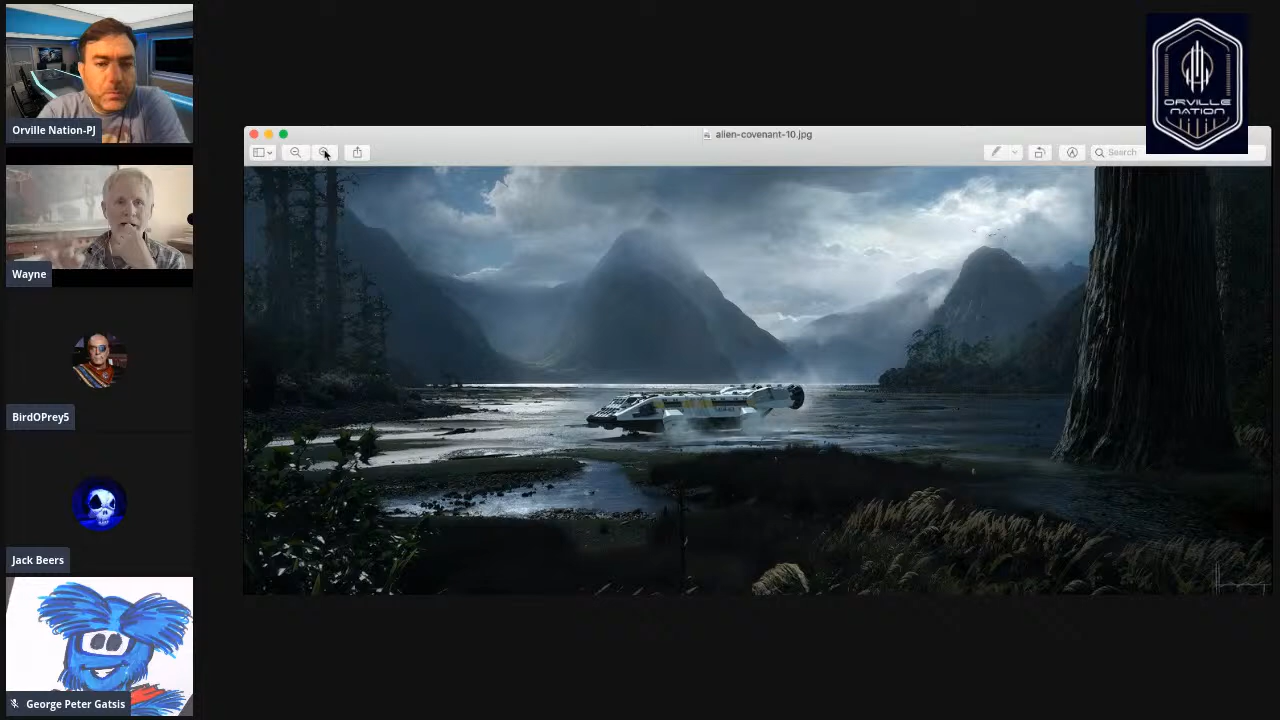 Orville Nation-PJ
Wayne
BirdOPrey5
Jack Beers
George Peter Gatsis
alien-covenant-10.jpg
Search
ORVILLE
NATION